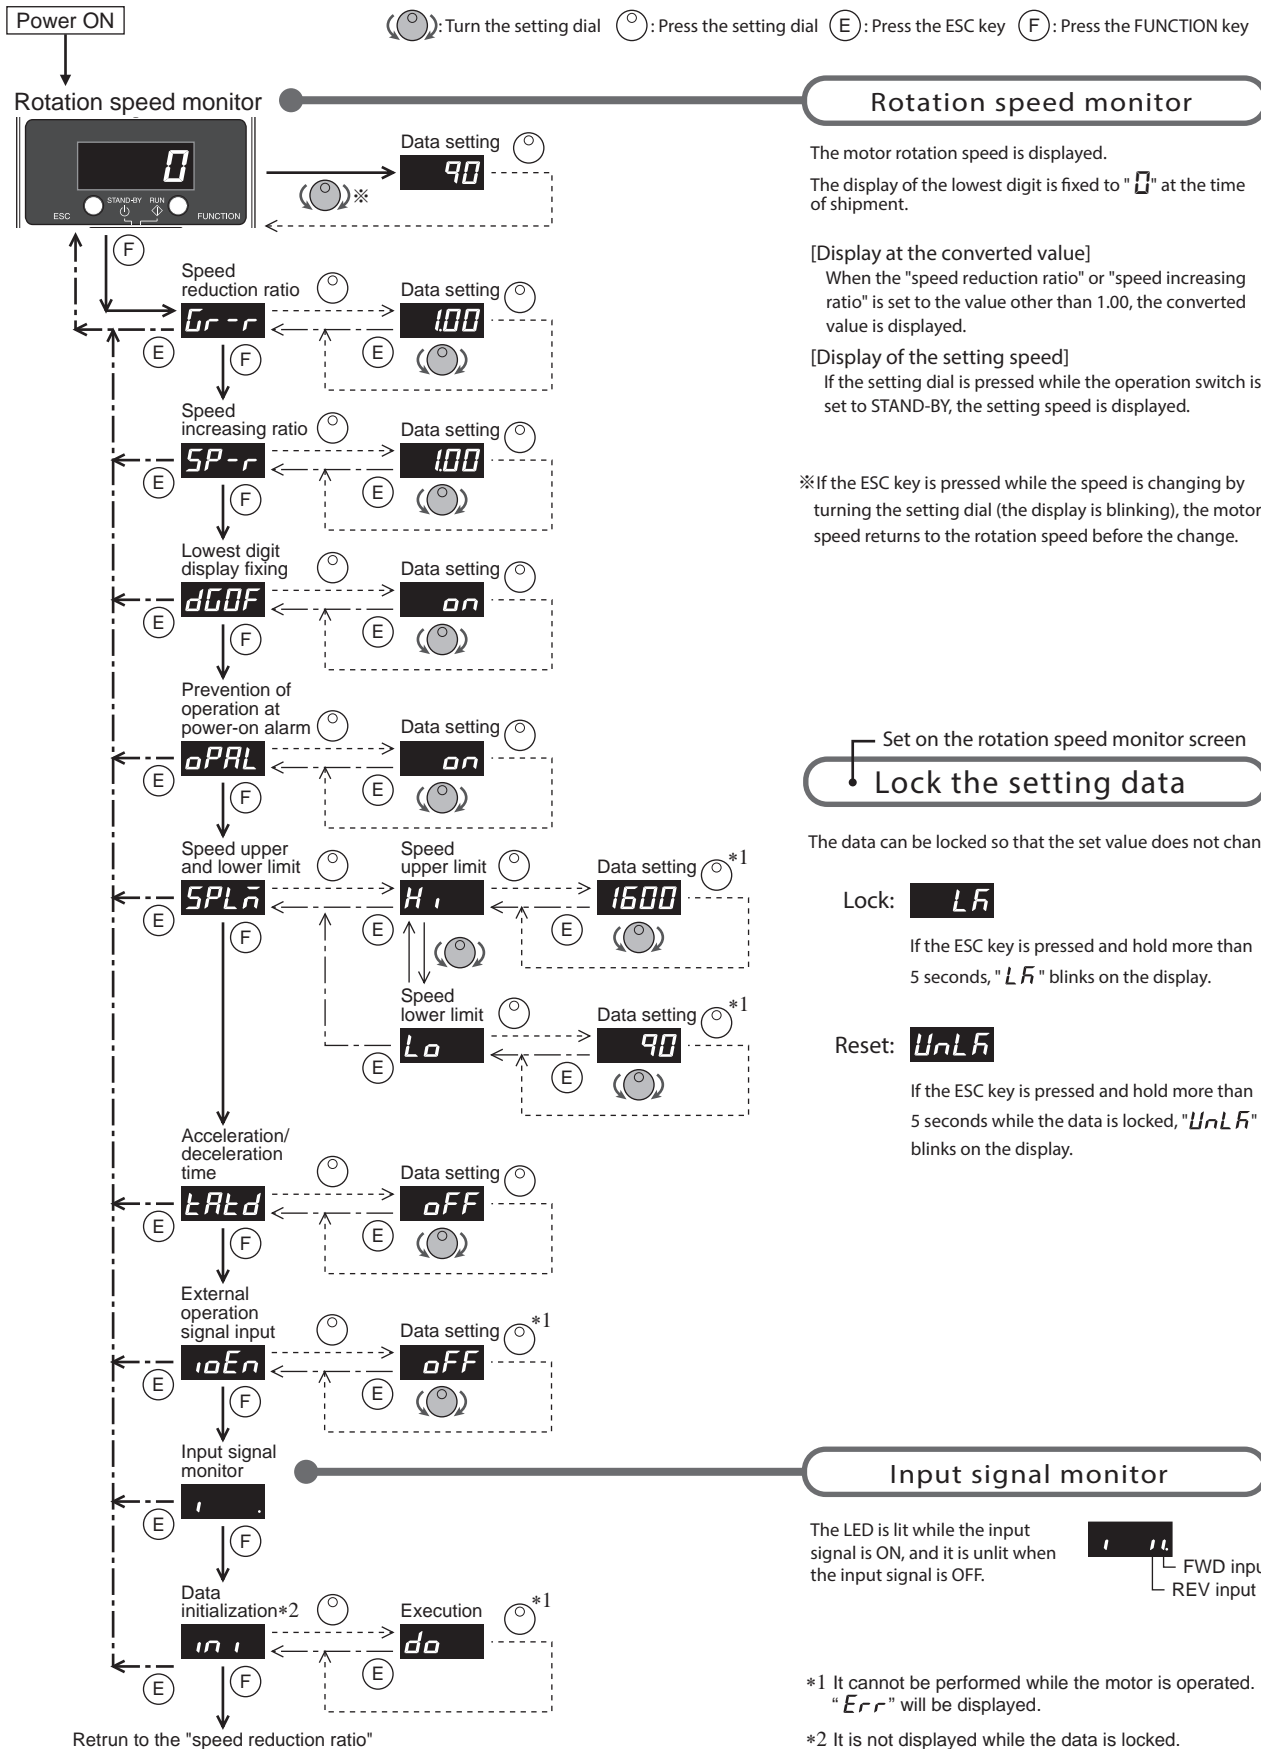 Power ON
: Turn the setting dial : Press the setting dial E : Press the ESC key F : Press the FUNCTION key
Rotation speed monitor
0
ESC STAND-BY RUN FUNCTION
※
Data setting
90
F
Speed
reduction ratio
Gr-r
Data setting
1.00
E
F
E
Speed
increasing ratio
SP-r
Data setting
1.00
E
F
E
Lowest digit
display fixing
dGOF
Data setting
on
E
F
E
Prevention of
operation at
power-on alarm
oPAL
Data setting
on
E
F
E
Speed upper
and lower limit
SPLM
E
F
Speed
upper limit
Hi
E
Data setting *1
1600
E
Speed
lower limit
Lo
E
Data setting *1
90
E
Acceleration/
deceleration
time
tAtd
Data setting
oFF
E
F
E
External
operation
signal input
ioEn
Data setting *1
oFF
E
F
E
Input signal
monitor
i .
E
F
Data
initialization*2
ini
Execution *1
do
E
F
E
Retrun to the "speed reduction ratio"
Rotation speed monitor
The motor rotation speed is displayed.
The display of the lowest digit is fixed to "0" at the time
of shipment.
[Display at the converted value]
When the "speed reduction ratio" or "speed increasing
ratio" is set to the value other than 1.00, the converted
value is displayed.
[Display of the setting speed]
If the setting dial is pressed while the operation switch is
set to STAND-BY, the setting speed is displayed.
※If the ESC key is pressed while the speed is changing by
turning the setting dial (the display is blinking), the motor
speed returns to the rotation speed before the change.
Set on the rotation speed monitor screen
Lock the setting data
The data can be locked so that the set value does not chan
Lock: LK
If the ESC key is pressed and hold more than
5 seconds, "LK" blinks on the display.
Reset: UnLK
If the ESC key is pressed and hold more than
5 seconds while the data is locked, "UnLK"
blinks on the display.
Input signal monitor
The LED is lit while the input
signal is ON, and it is unlit when
the input signal is OFF.
i ii.
FWD inpu
REV input
*1 It cannot be performed while the motor is operated.
"Err" will be displayed.
*2 It is not displayed while the data is locked.